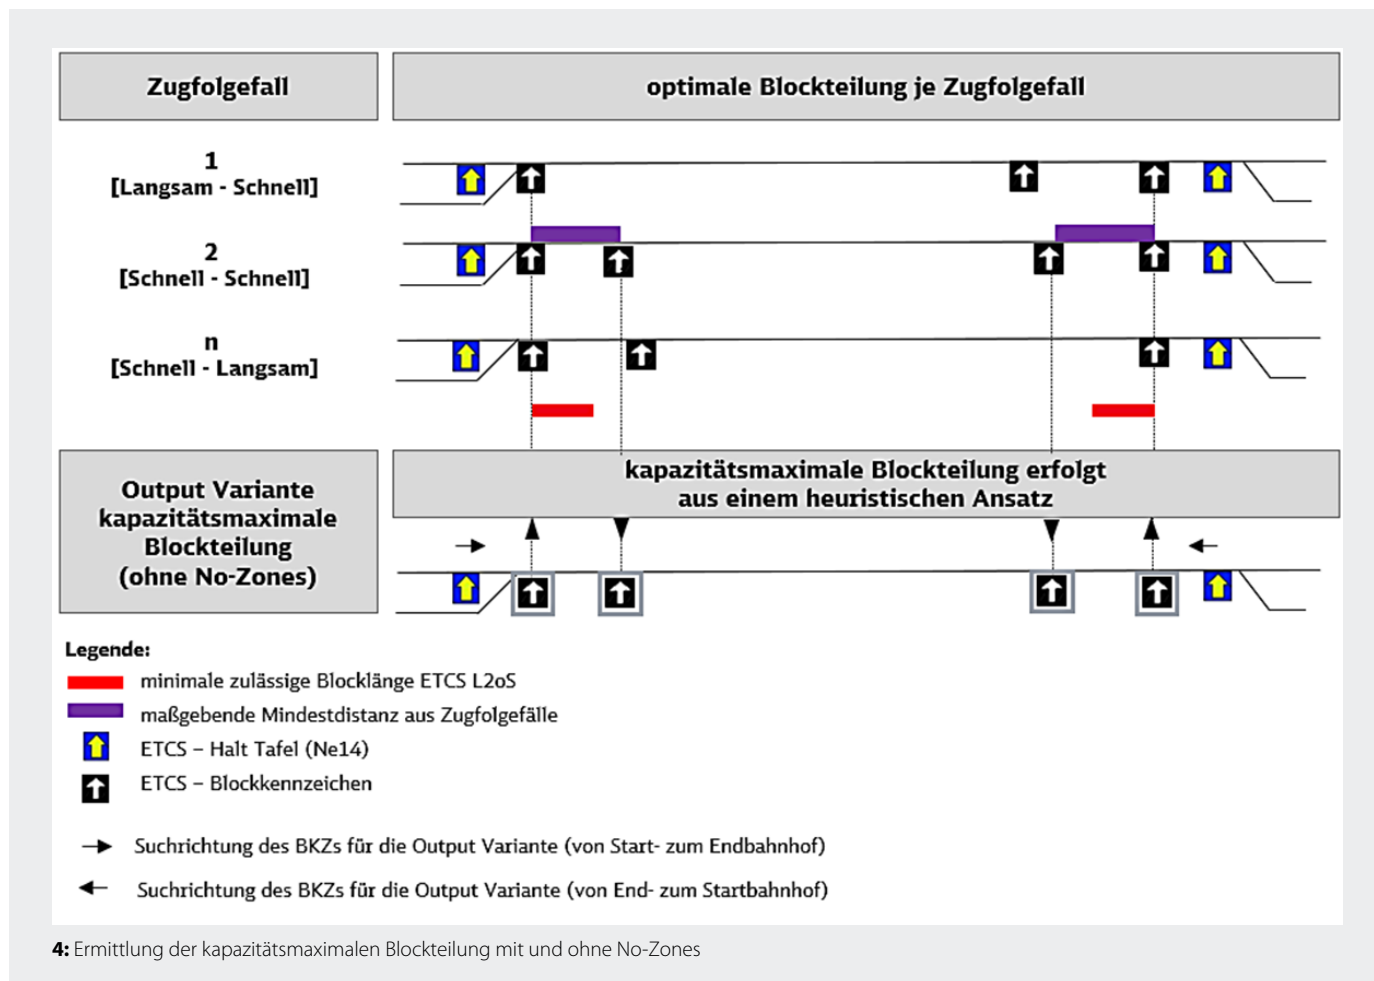 Zugfolgefall
optimale Blockteilung je Zugfolgefall
1
[Langsam - Schnell]
2
[Schnell - Schnell]
n
[Schnell - Langsam]
Output Variante
kapazitätsmaximale
Blockteilung
(ohne No-Zones)
kapazitätsmaximale Blockteilung erfolgt
aus einem heuristischen Ansatz
Legende:
minimale zulässige Blocklänge ETCS L2oS
maßgebende Mindestdistanz aus Zugfolgefälle
ETCS – Halt Tafel (Ne14)
ETCS – Blockkennzeichen
Suchrichtung des BKZs für die Output Variante (von Start- zum Endbahnhof)
Suchrichtung des BKZs für die Output Variante (von End- zum Startbahnhof)
4: Ermittlung der kapazitätsmaximalen Blockteilung mit und ohne No-Zones